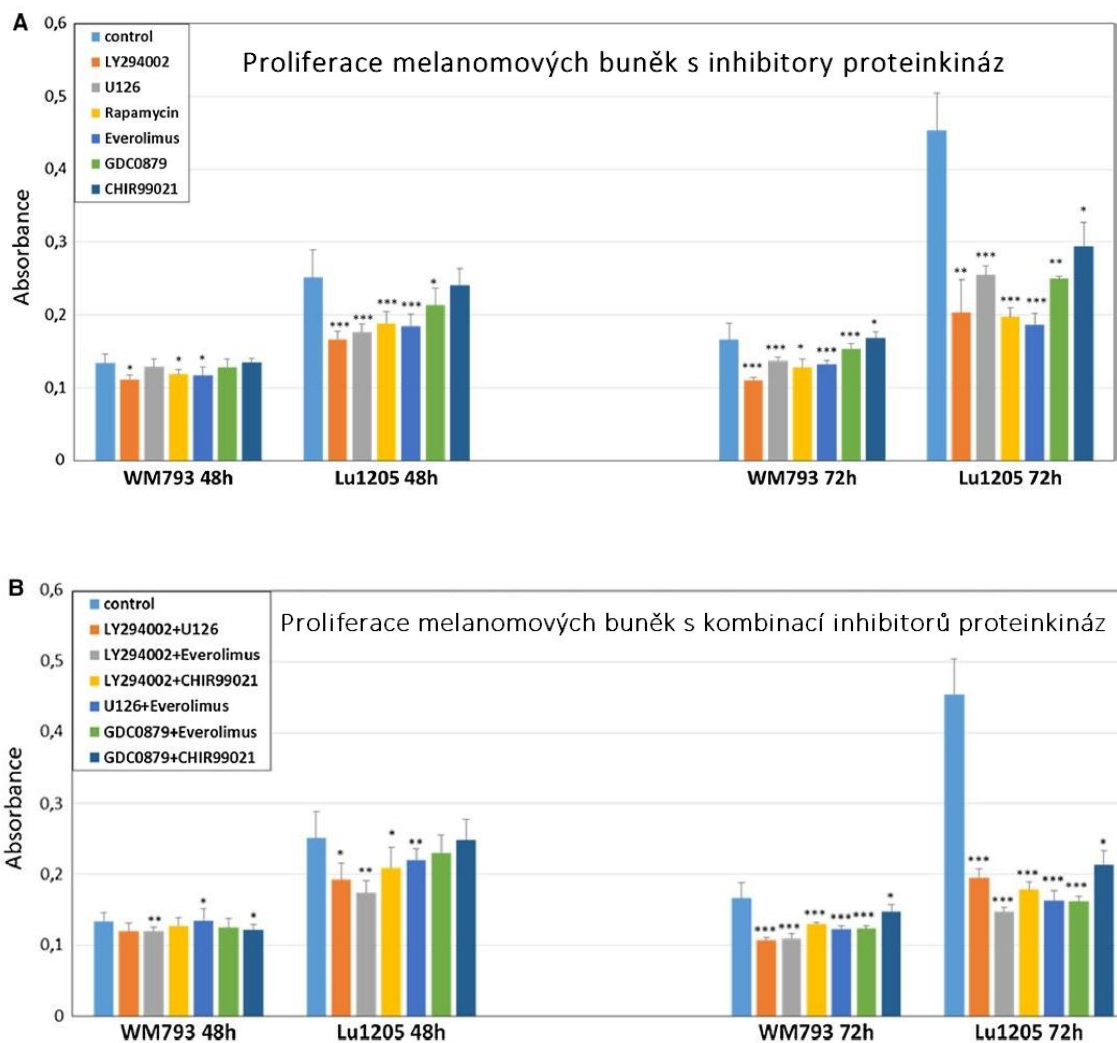 A
0,6
control
LY294002
U126
Rapamycin
Everolimus
GDC0879
CHIR99021
Proliferace melanomových buněk s inhibitory proteinkináz
0,5
0,4
0,3
0,2
0,1
0
Absorbance
* * *
*** *** *** *** *
*** *** * *** *** *
** *** *** *** ** *
WM793 48h Lu1205 48h WM793 72h Lu1205 72h
B
0,6
control
LY294002+U126
LY294002+Everolimus
LY294002+CHIR99021
U126+Everolimus
GDC0879+Everolimus
GDC0879+CHIR99021
Proliferace melanomových buněk s kombinací inhibitorů proteinkináz
0,5
0,4
0,3
0,2
0,1
0
Absorbance
** * *
* ** * **
*** *** *** *** *** *
*** *** *** *** *** *
WM793 48h Lu1205 48h WM793 72h Lu1205 72h